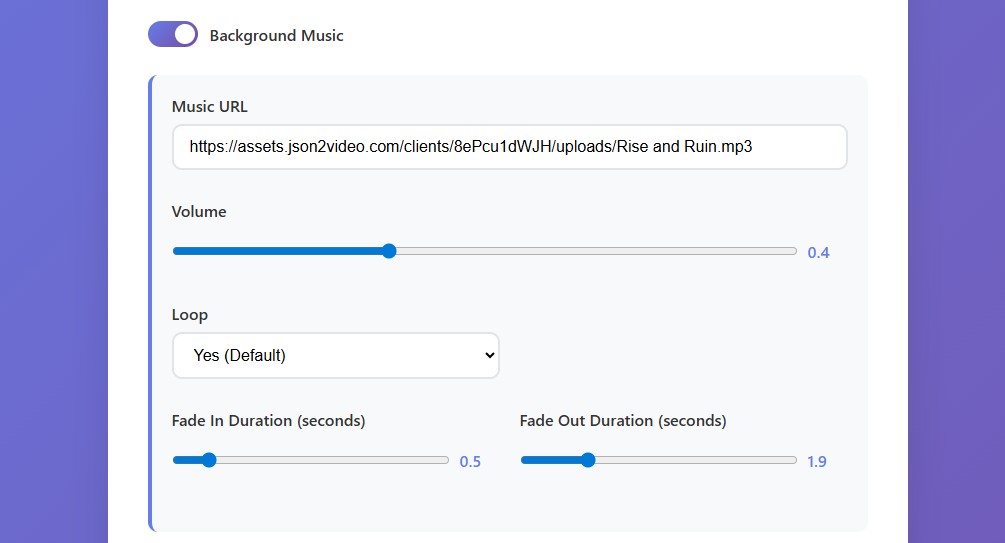 Background Music
Music URL
https://assets.json2video.com/clients/8ePcu1dWJH/uploads/Rise and Ruin.mp3
Volume
0.4
Loop
Yes (Default)
Fade In Duration (seconds) Fade Out Duration (seconds)
0.5 1.9